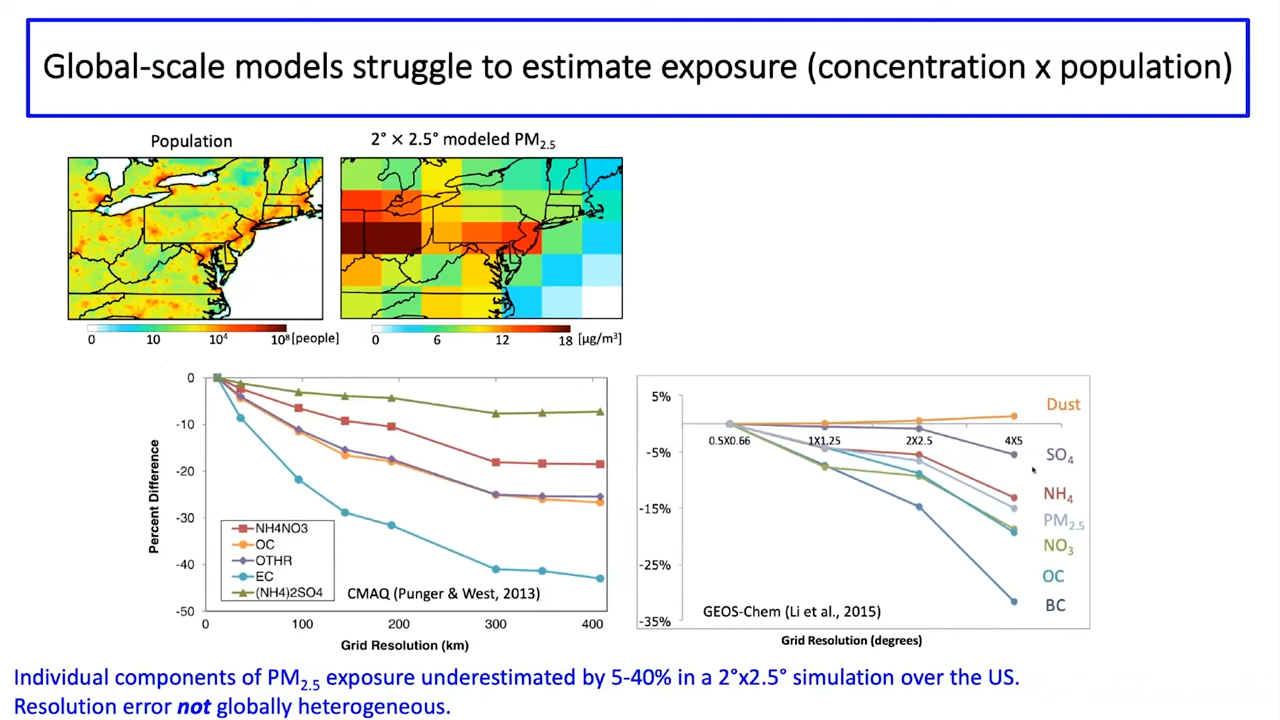 Global-scale models struggle to estimate exposure (concentration x population)
Population
2° × 2.5° modeled PM2.5
0 10 10⁴ 10⁸ [people]
0 6 12 18 [µg/m³]
0
-10
-20
-30
-40
-50
Percent Difference
NH4NO3
OC
OTHR
EC
(NH4)2SO4
CMAQ (Punger & West, 2013)
0 100 200 300 400
Grid Resolution (km)
5%
-5%
-15%
-25%
-35%
0.5X0.66 1X1.25 2X2.5 4X5
Dust
SO4
NH4
PM2.5
NO3
OC
BC
GEOS-Chem (Li et al., 2015)
Grid Resolution (degrees)
Individual components of PM2.5 exposure underestimated by 5-40% in a 2°x2.5° simulation over the US.
Resolution error not globally heterogeneous.